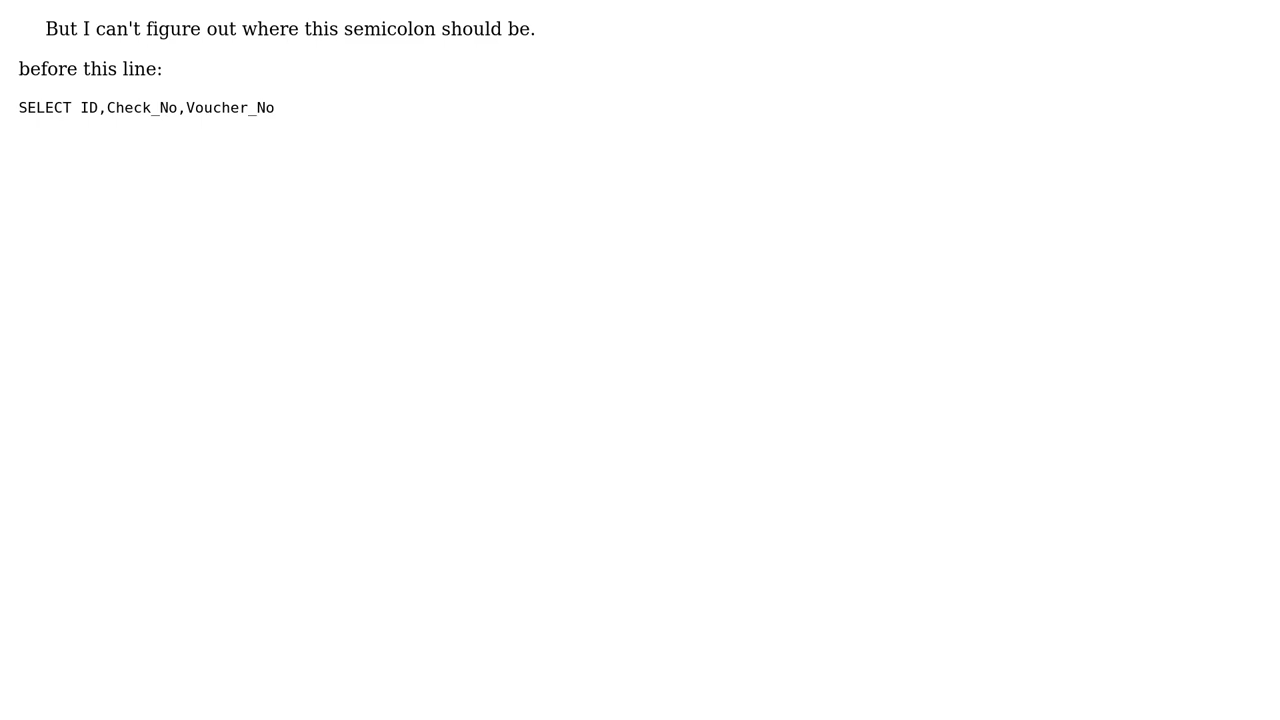 But I can't figure out where this semicolon should be.
before this line:
SELECT ID,Check_No,Voucher_No